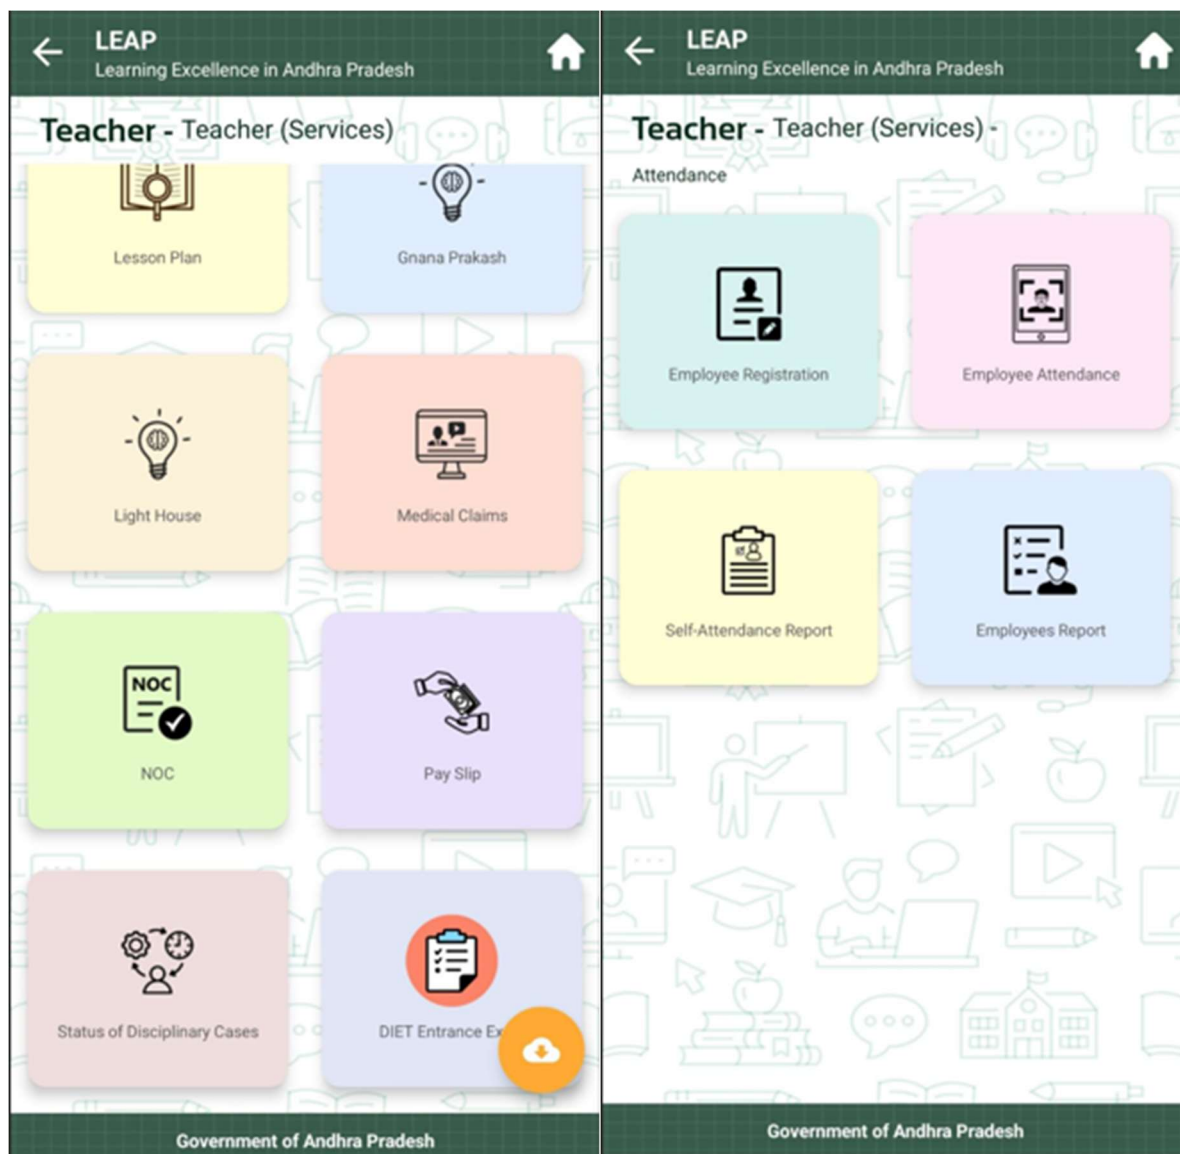 LEAP
Learning Excellence in Andhra Pradesh
Teacher - Teacher (Services)
Lesson Plan
Gnana Prakash
Light House
Medical Claims
NOC
NOC
Pay Slip
Status of Disciplinary Cases
DIET Entrance Ex
Government of Andhra Pradesh
LEAP
Learning Excellence in Andhra Pradesh
Teacher - Teacher (Services) -
Attendance
Employee Registration
Employee Attendance
Self-Attendance Report
Employees Report
Government of Andhra Pradesh